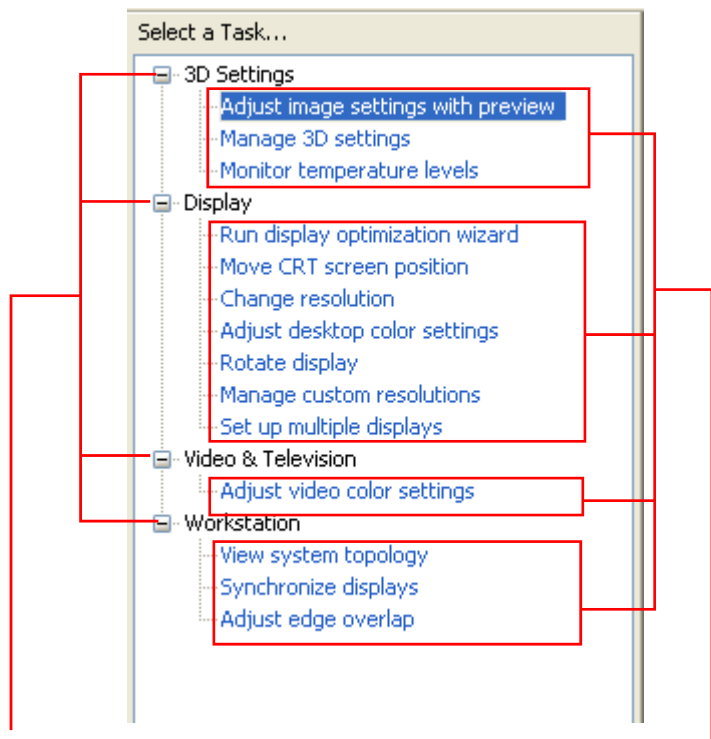 Select a Task...
3D Settings
Adjust image settings with preview
Manage 3D settings
Monitor temperature levels
Display
Run display optimization wizard
Move CRT screen position
Change resolution
Adjust desktop color settings
Rotate display
Manage custom resolutions
Set up multiple displays
Video & Television
Adjust video color settings
Workstation
View system topology
Synchronize displays
Adjust edge overlap